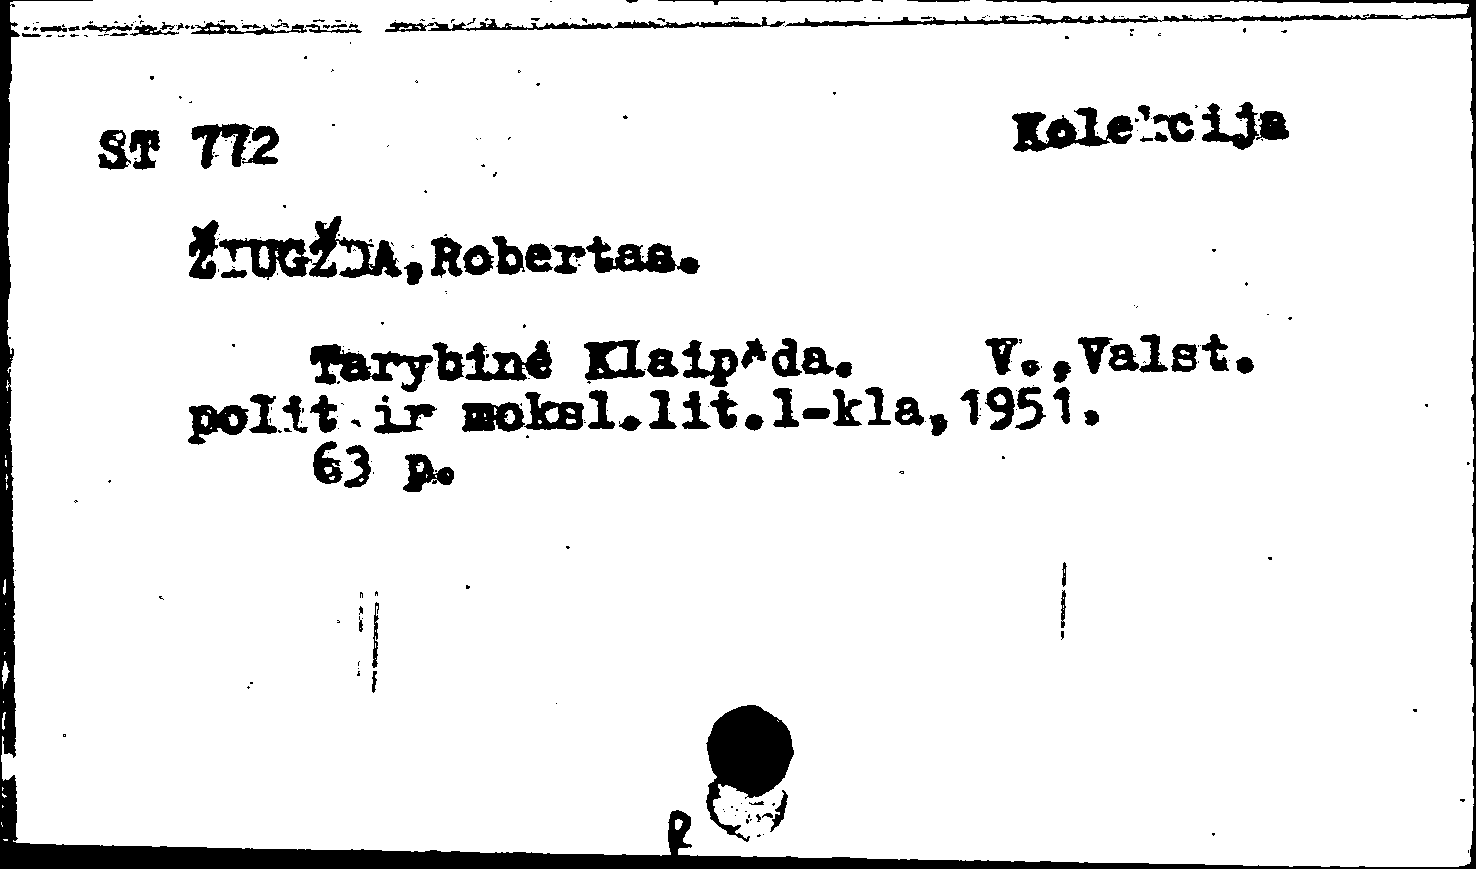 ST 772
Kolekcija
ŽIUGŽDA,Robertas.
Tarybinė Klaipėda. V.,Valst.
polit.ir moksl.lit.l-kla,1951.
63 p.
R